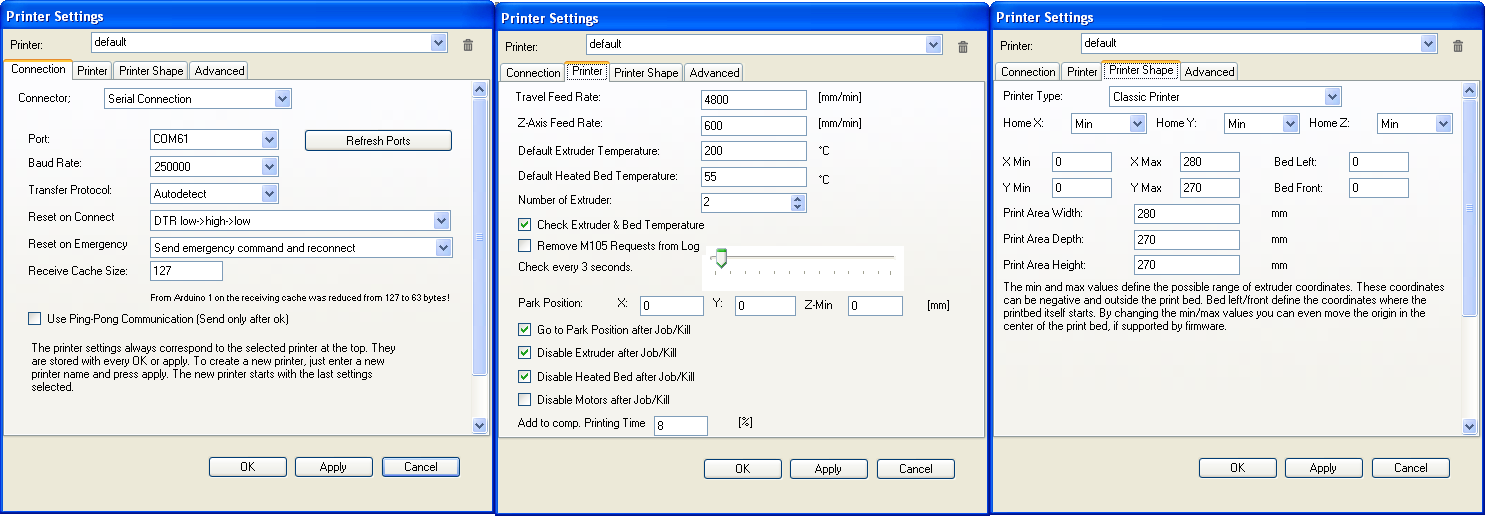 Printer Settings
Printer: default
Connection Printer Printer Shape Advanced
Connector; Serial Connection
Port: COM61 Refresh Ports
Baud Rate: 250000
Transfer Protocol: Autodetect
Reset on Connect DTR low->high->low
Reset on Emergency Send emergency command and reconnect
Receive Cache Size: 127
From Arduino 1 on the receiving cache was reduced from 127 to 63 bytes!
Use Ping-Pong Communication (Send only after ok)
The printer settings always correspond to the selected printer at the top. They
are stored with every OK or apply. To create a new printer, just enter a new
printer name and press apply. The new printer starts with the last settings
selected.
OK Apply Cancel
Printer Settings
Printer: default
Connection Printer Printer Shape Advanced
Travel Feed Rate: 4800 [mm/min]
Z-Axis Feed Rate: 600 [mm/min]
Default Extruder Temperature: 200 °C
Default Heated Bed Temperature: 55 °C
Number of Extruder: 2
Check Extruder & Bed Temperature
Remove M105 Requests from Log
Check every 3 seconds.
Park Position: X: 0 Y: 0 Z-Min 0 [mm]
Go to Park Position after Job/Kill
Disable Extruder after Job/Kill
Disable Heated Bed after Job/Kill
Disable Motors after Job/Kill
Add to comp. Printing Time 8 [%]
OK Apply Cancel
Printer Settings
Printer: default
Connection Printer Printer Shape Advanced
Printer Type: Classic Printer
Home X: Min Home Y: Min Home Z: Min
X Min 0 X Max 280 Bed Left: 0
Y Min 0 Y Max 270 Bed Front: 0
Print Area Width: 280 mm
Print Area Depth: 270 mm
Print Area Height: 270 mm
The min and max values define the possible range of extruder coordinates. These coordinates
can be negative and outside the print bed. Bed left/front define the coordinates where the
printbed itself starts. By changing the min/max values you can even move the origin in the
center of the print bed, if supported by firmware.
OK Apply Cancel